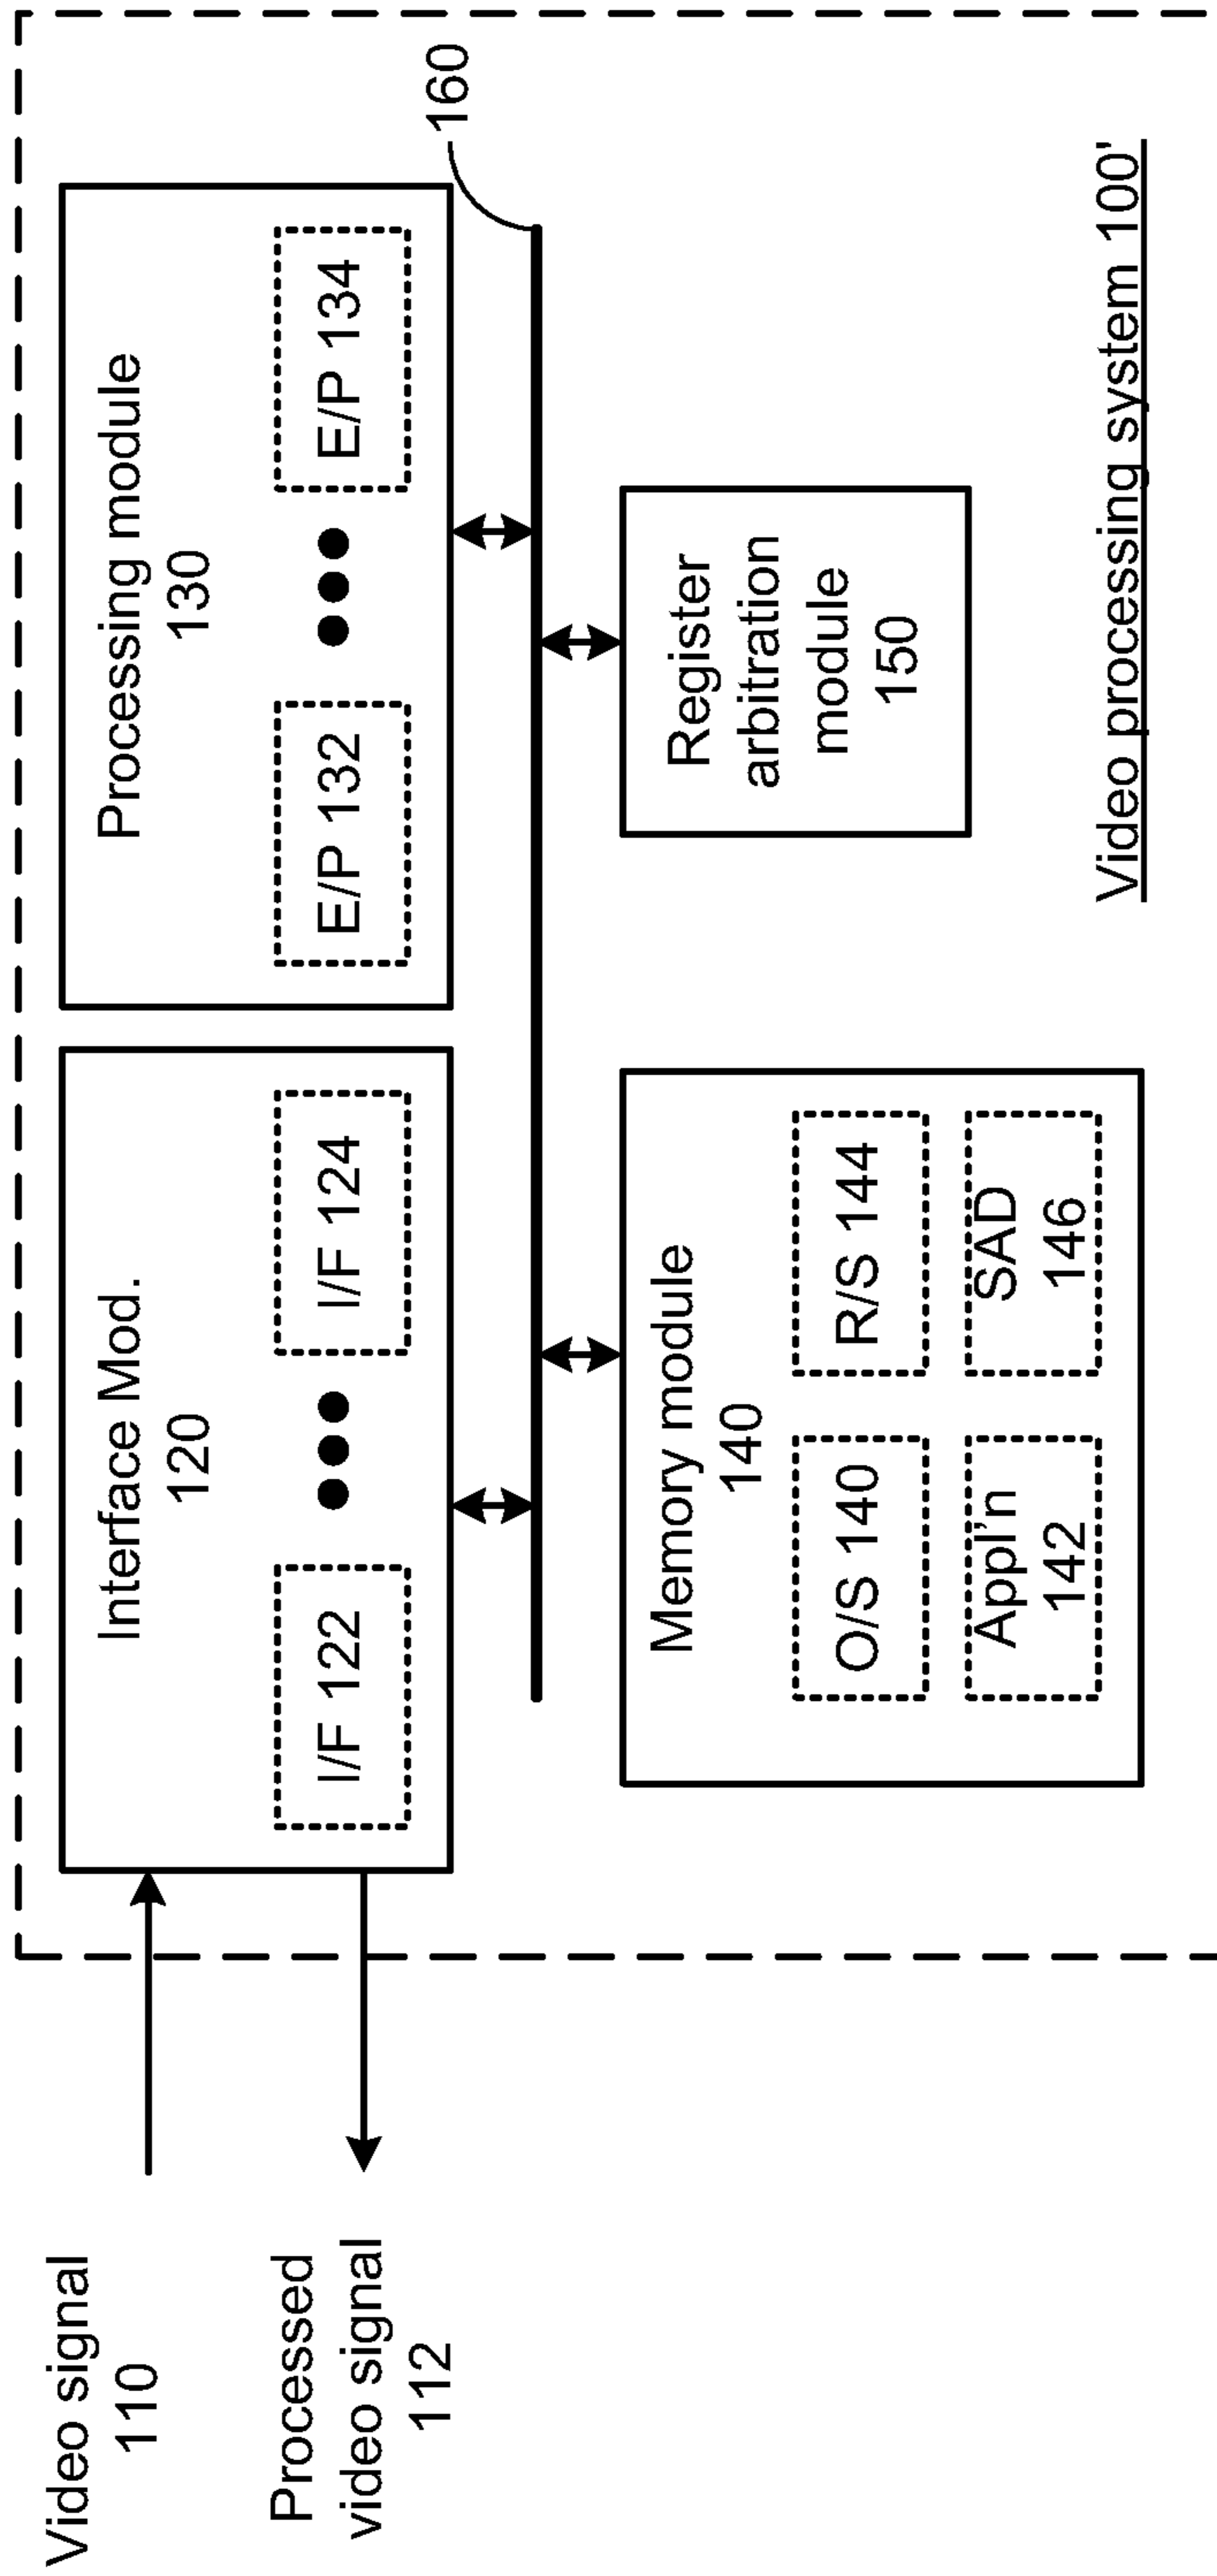 Video signal
110
Processed
video signal
112
Interface Mod.
120
I/F 122
I/F 124
Processing module
130
E/P 132
E/P 134
160
Memory module
140
O/S 140
R/S 144
Appl'n
142
SAD
146
Register
arbitration
module
150
Video processing system 100'